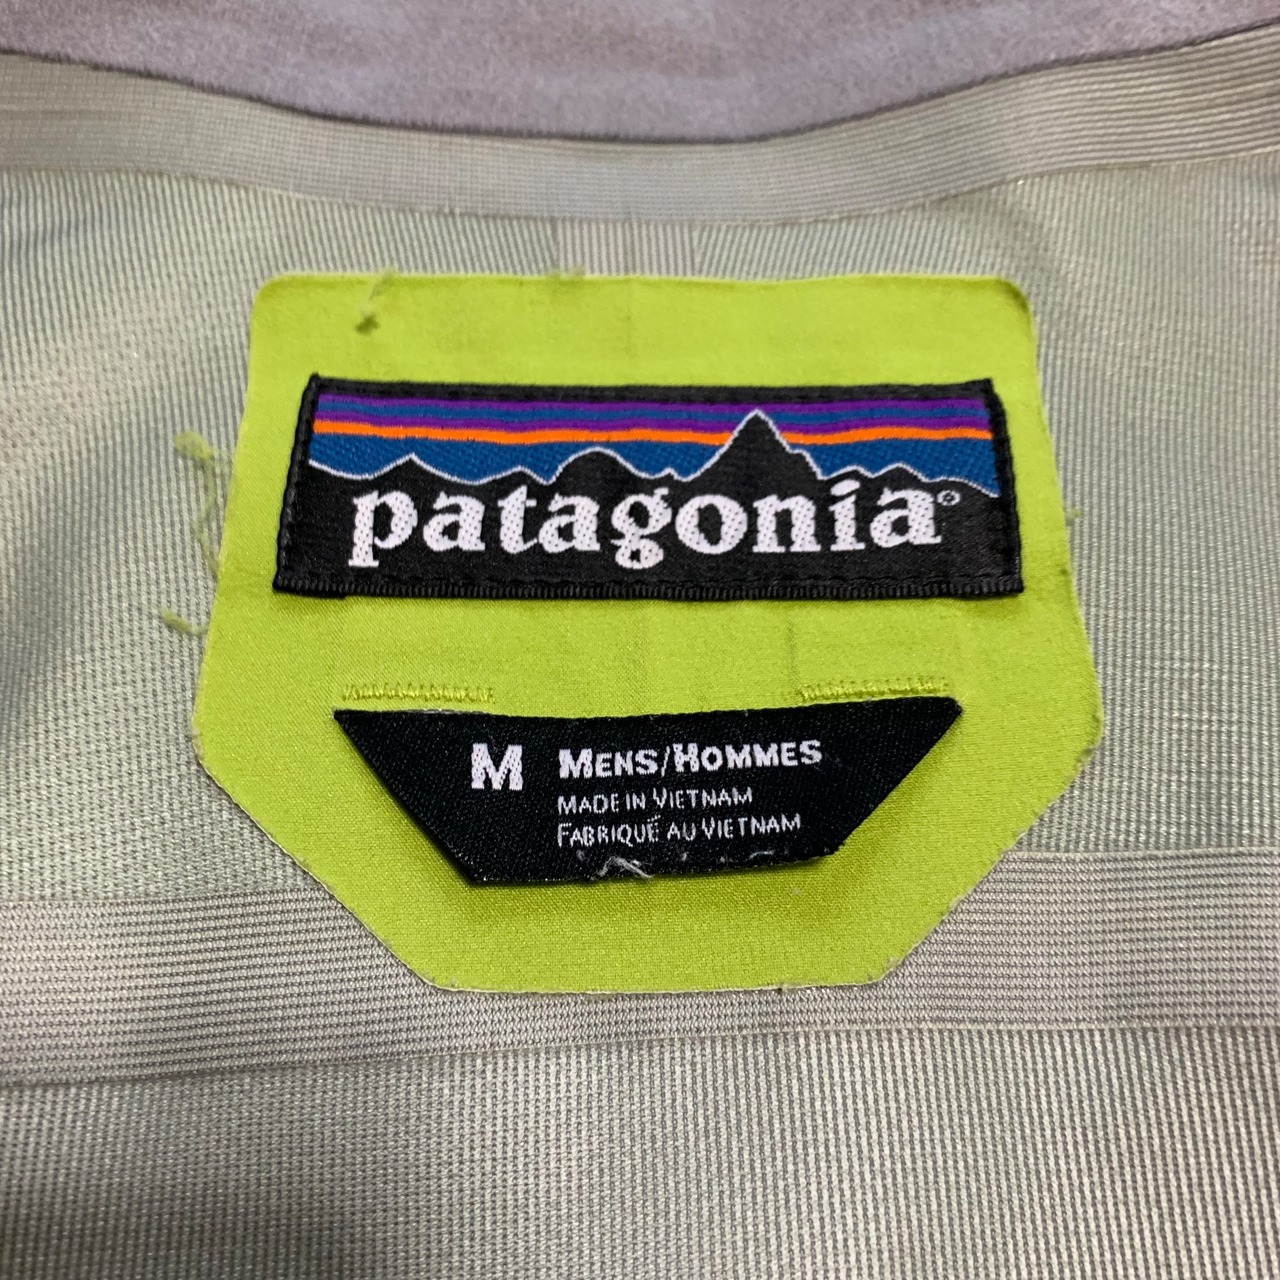 patagonia®
M MENS/HOMMES
MADE IN VIETNAM
FABRIQUÉ AU VIETNAM